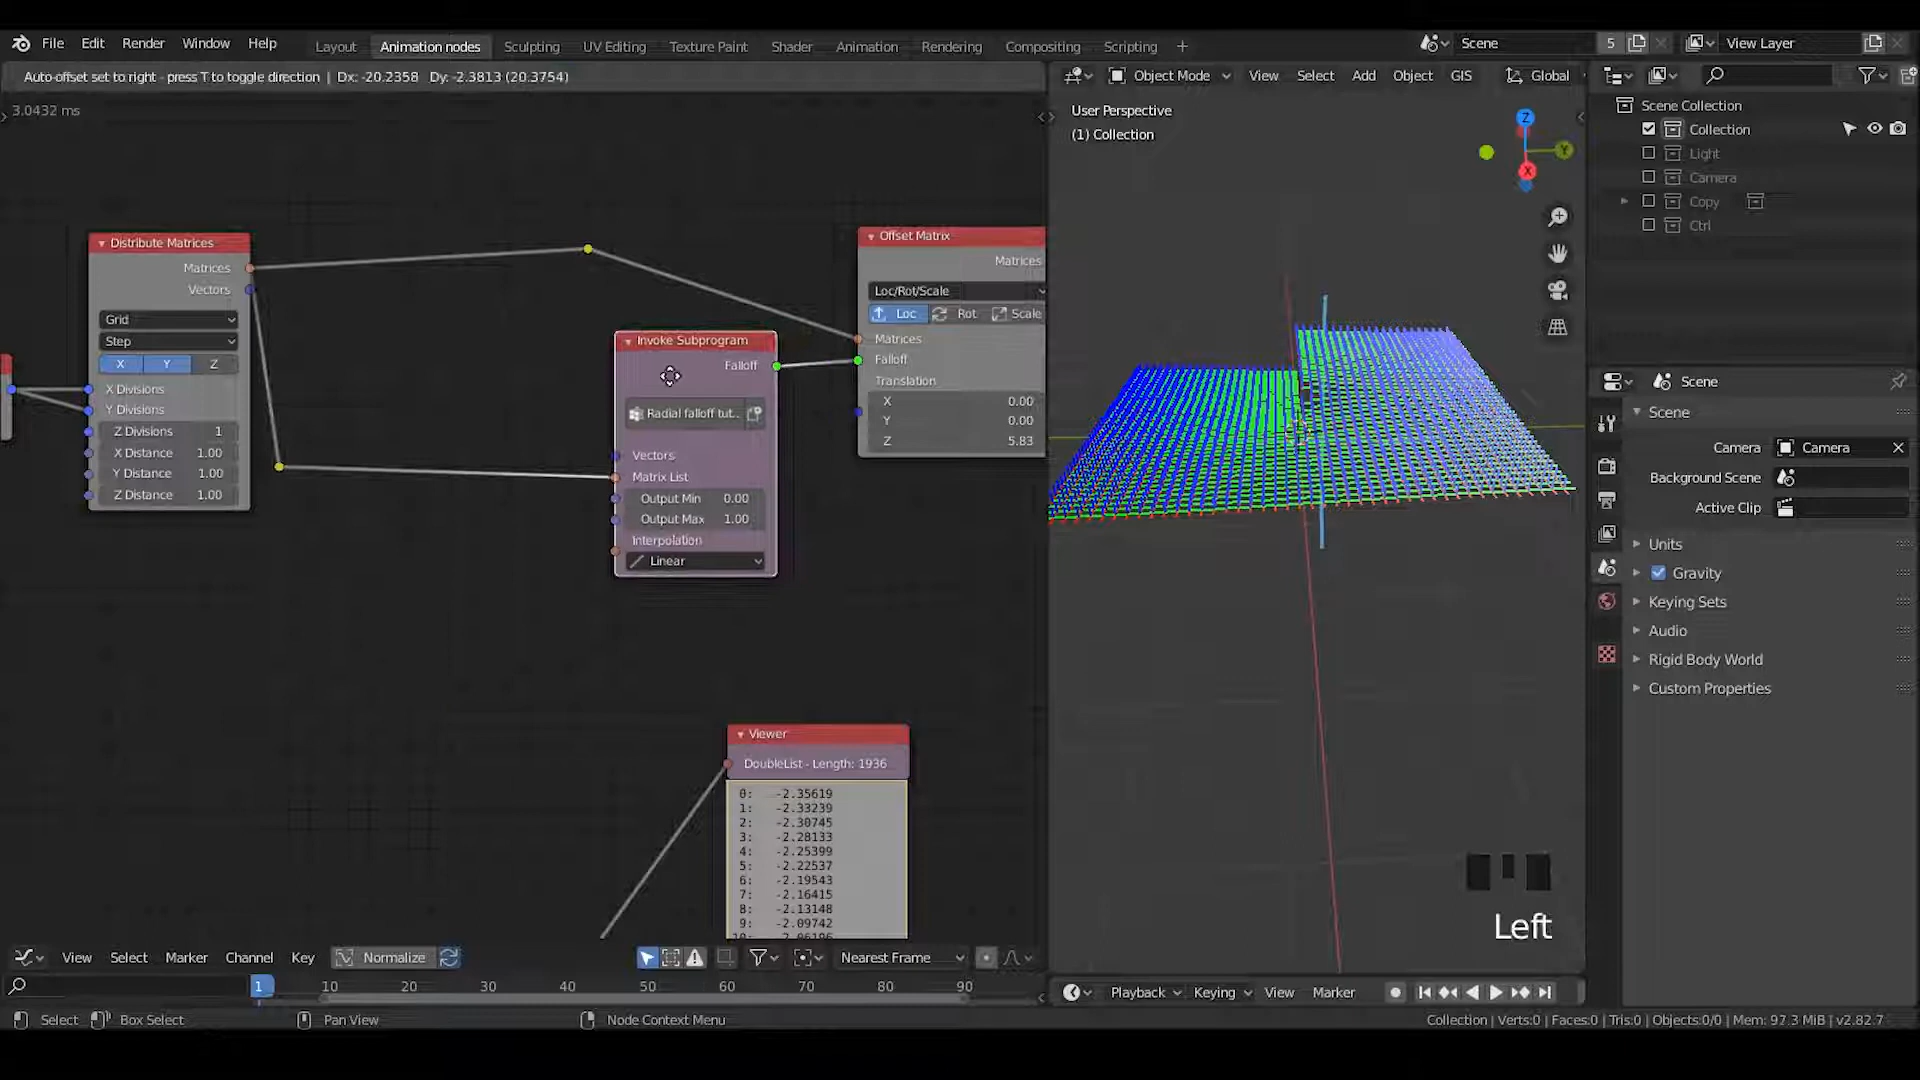 File Edit Render Window Help
Layout Animation nodes Sculpting UV Editing Texture Paint Shader Animation Rendering Compositing Scripting +
Scene 5 View Layer
Auto-offset set to right - press T to toggle direction | Dx: -20.2358 Dy: -2.3813 (20.3754)
Object Mode View Select Add Object GIS Global
3.0432 ms
User Perspective
(1) Collection
Z
Y
X
Scene Collection
Collection
Light
Camera
Copy
Ctrl
Distribute Matrices
Matrices
Vectors
Grid
Step
X Y Z
X Divisions
Y Divisions
Z Divisions 1
X Distance 1.00
Y Distance 1.00
Z Distance 1.00
Invoke Subprogram
Falloff
Radial falloff tut..
Vectors
Matrix List
Output Min 0.00
Output Max 1.00
Interpolation
Linear
Offset Matrix
Matrices
Loc/Rot/Scale
Loc Rot Scale
Matrices
Falloff
Translation
X 0.00
Y 0.00
Z 5.83
Viewer
DoubleList - Length: 1936
0: -2.35619
1: -2.33239
2: -2.30745
3: -2.28133
4: -2.25399
5: -2.22537
6: -2.19543
7: -2.16415
8: -2.13148
9: -2.09742
Left
Scene
Scene
Camera Camera
Background Scene
Active Clip
Units
Gravity
Keying Sets
Audio
Rigid Body World
Custom Properties
View Select Marker Channel Key Normalize Nearest Frame
1 10 20 30 40 50 60 70 80 90
Playback Keying View Marker
Select Box Select Pan View Node Context Menu
Collection | Verts:0 | Faces:0 | Tris:0 | Objects:0/0 | Mem: 97.3 MiB | v2.82.7